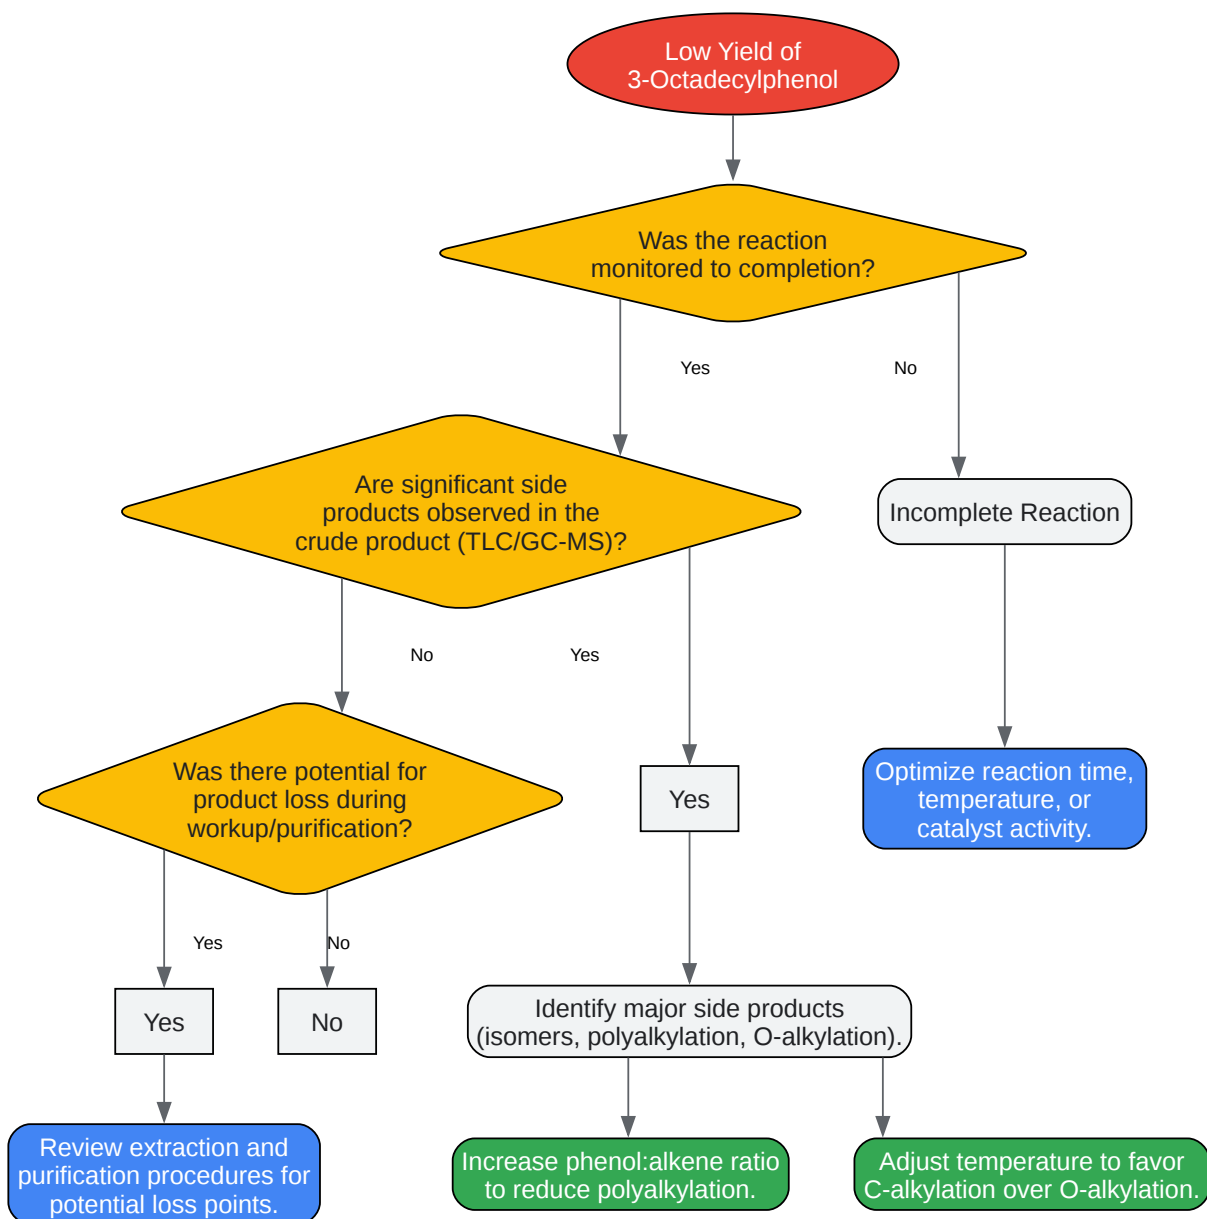 Low Yield of
3-Octadecylphenol
Was the reaction
monitored to completion?
Yes
No
Are significant side
products observed in the
crude product (TLC/GC-MS)?
Incomplete Reaction
No
Yes
Was there potential for
product loss during
workup/purification?
Yes
Optimize reaction time,
temperature, or
catalyst activity.
Yes
No
Yes
No
Identify major side products
(isomers, polyalkylation, O-alkylation).
Review extraction and
purification procedures for
potential loss points.
Increase phenol:alkene ratio
to reduce polyalkylation.
Adjust temperature to favor
C-alkylation over O-alkylation.